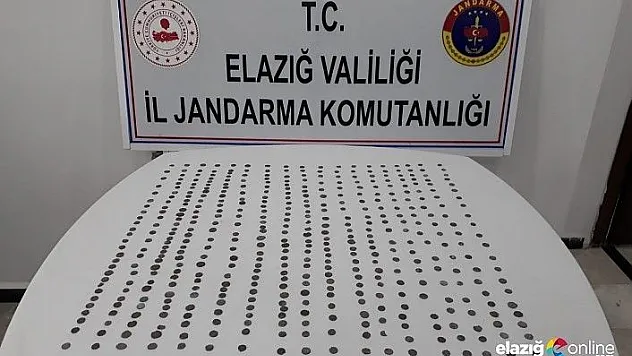 T.C.
ELAZIĞ VALİLİĞİ
İL JANDARMA KOMUTANLIĞI
JANDARMA
elazığ online